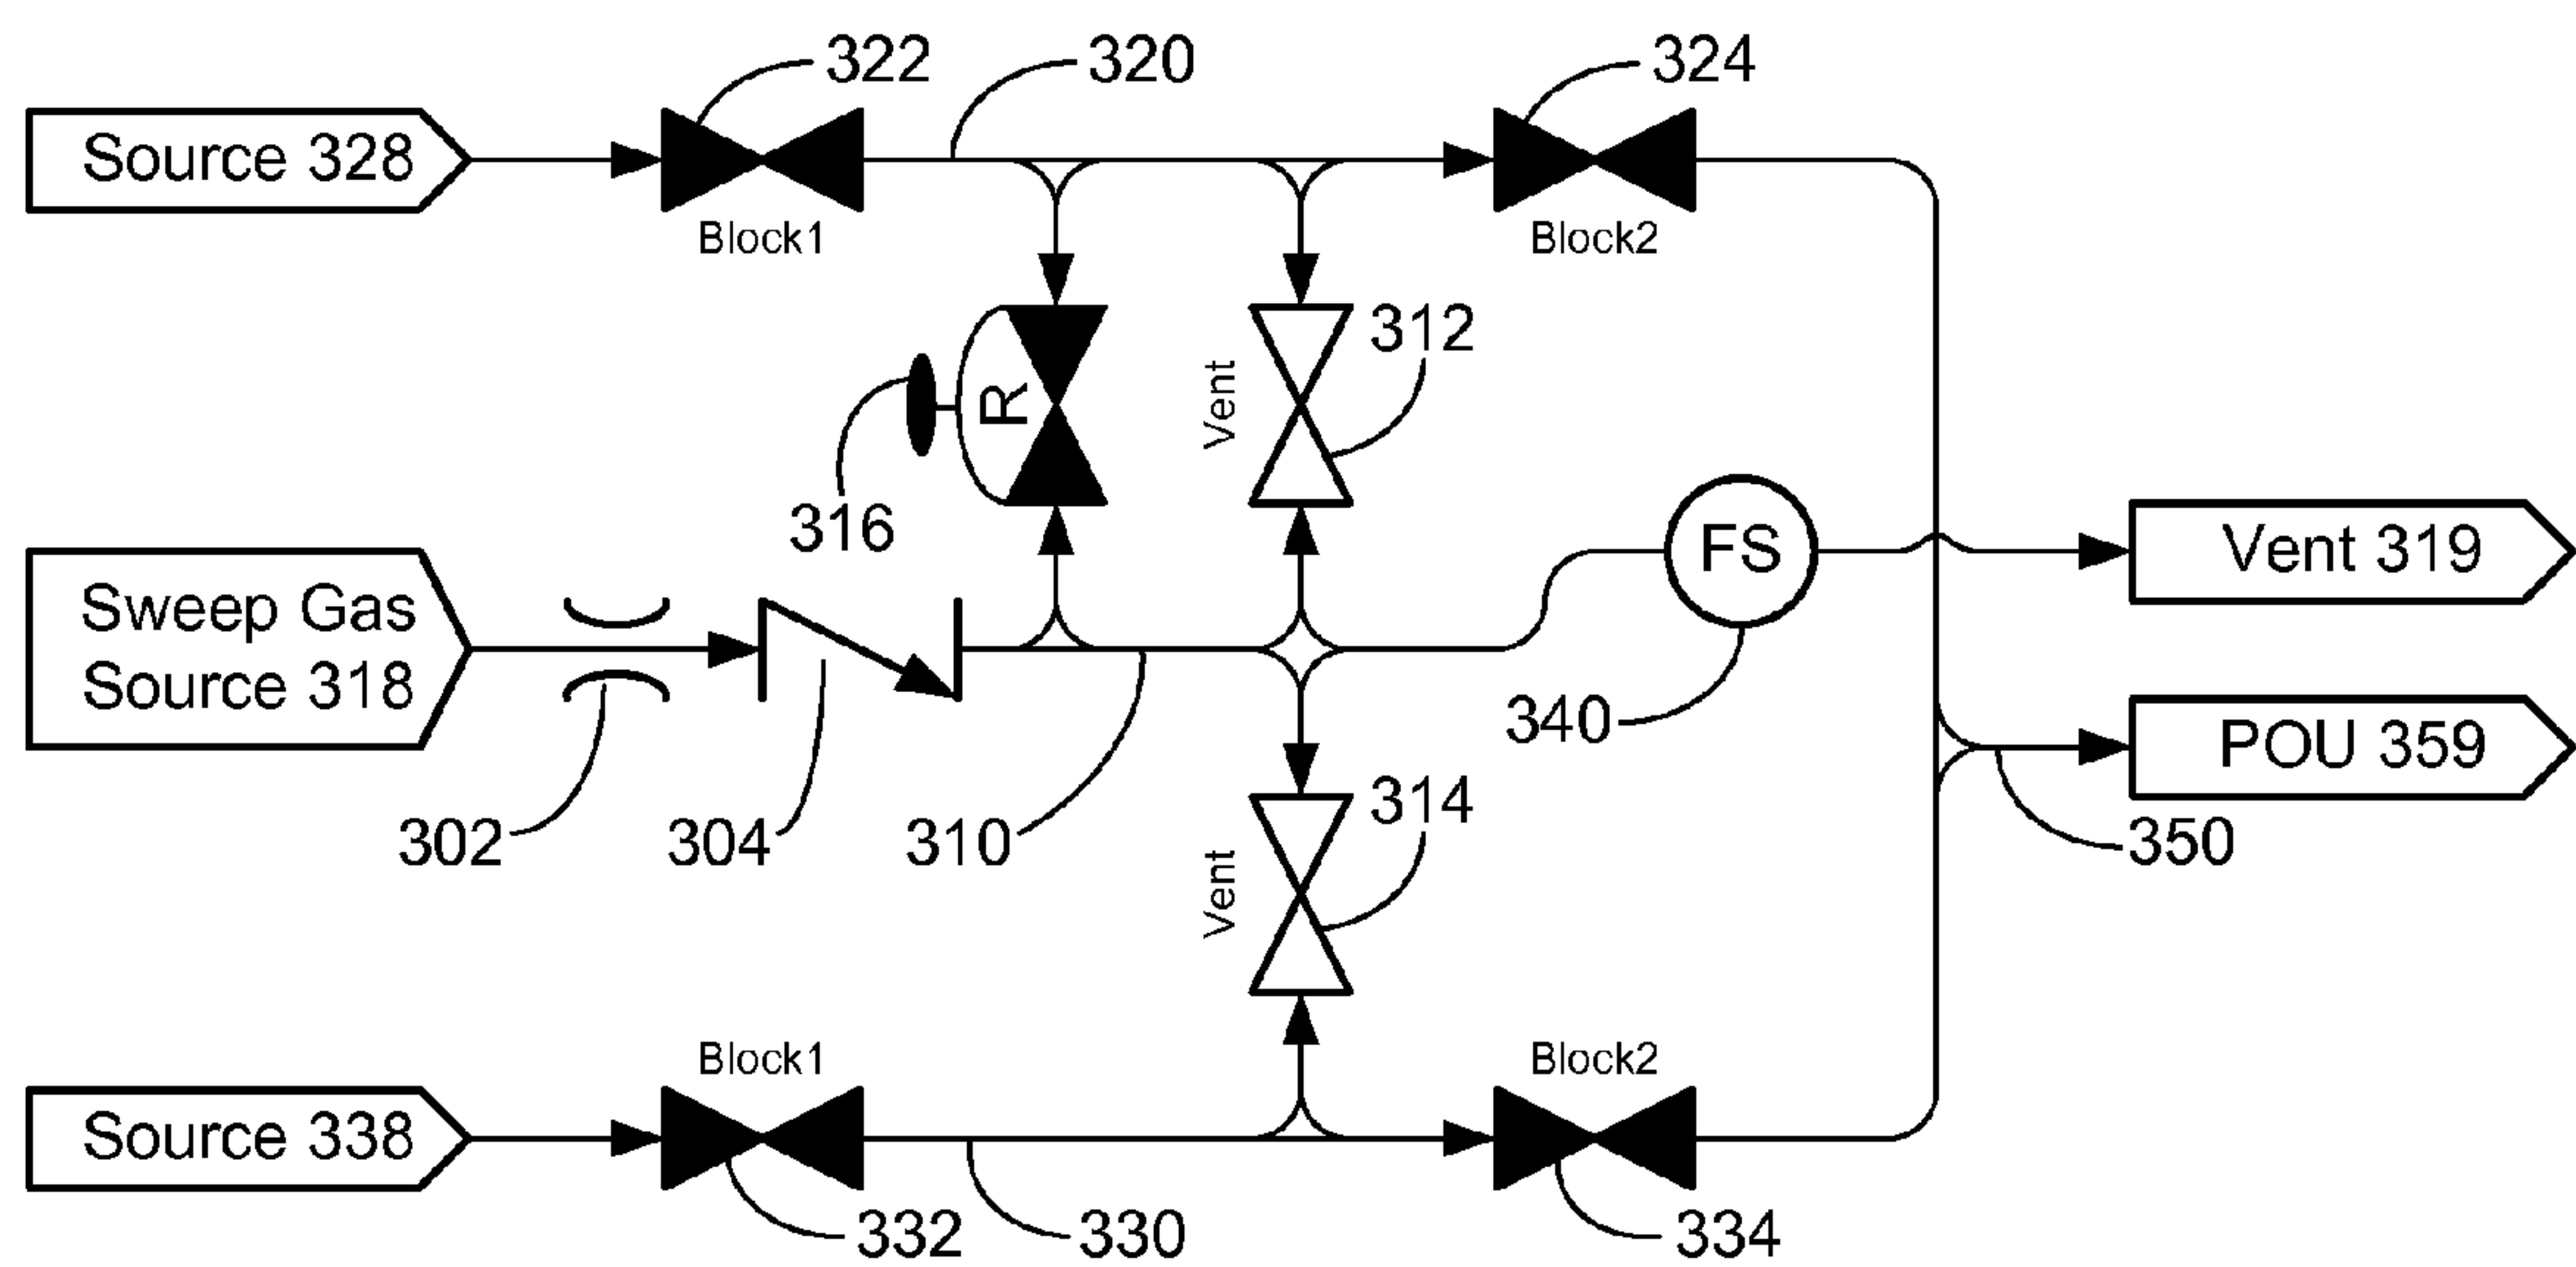 322
320
324
Source 328
Block1
Block2
312
R
Vent
316
FS
Vent 319
Sweep Gas
Source 318
340
POU 359
314
302
304
310
350
Vent
Block1
Block2
Source 338
332
330
334